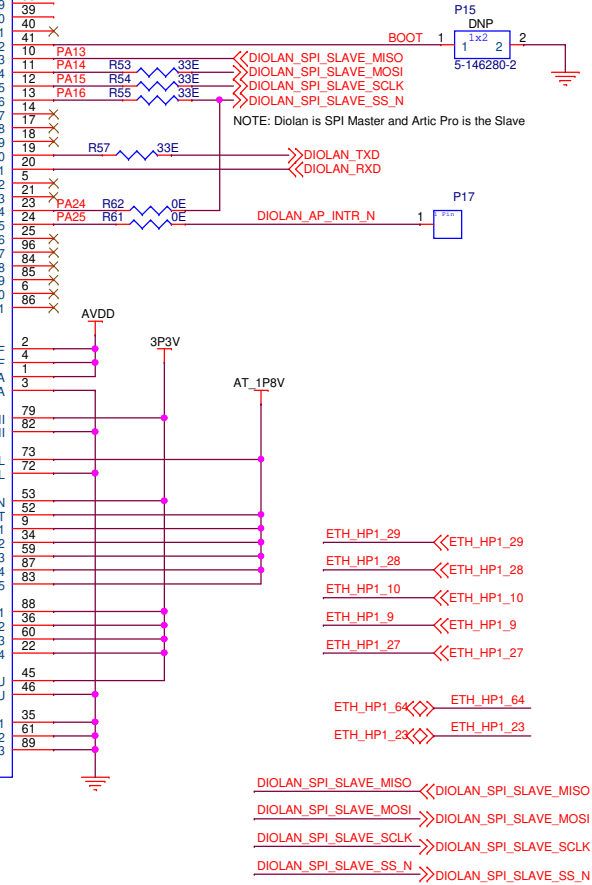 39
40
P15
DNP
41 BOOT 1 1x2 1 2 2
5-146280-2
10 PA13 DIOLAN_SPI_SLAVE_MISO
11 PA14 R53 33E DIOLAN_SPI_SLAVE_MOSI
12 PA15 R54 33E DIOLAN_SPI_SLAVE_SCLK
13 PA16 R55 33E DIOLAN_SPI_SLAVE_SS_N
14
17
NOTE: Diolan is SPI Master and Artic Pro is the Slave
18
19 R57 33E DIOLAN_TXD
20 DIOLAN_RXD
5
21
P17
23 PA24 R62 0E
24 PA25 R61 0E DIOLAN_AP_INTR_N 1 1 Pin
25
96
84
85
6
86
AVDD
2
3P3V
4
1
3
AT_1P8V
79
82
73
72
53
52
9
34
59
87
83
88
36
60
22
45
46
35
61
89
ETH_HP1_29 ETH_HP1_29
ETH_HP1_28 ETH_HP1_28
ETH_HP1_10 ETH_HP1_10
ETH_HP1_9 ETH_HP1_9
ETH_HP1_27 ETH_HP1_27
ETH_HP1_64 ETH_HP1_64
ETH_HP1_23 ETH_HP1_23
DIOLAN_SPI_SLAVE_MISO DIOLAN_SPI_SLAVE_MISO
DIOLAN_SPI_SLAVE_MOSI DIOLAN_SPI_SLAVE_MOSI
DIOLAN_SPI_SLAVE_SCLK DIOLAN_SPI_SLAVE_SCLK
DIOLAN_SPI_SLAVE_SS_N DIOLAN_SPI_SLAVE_SS_N